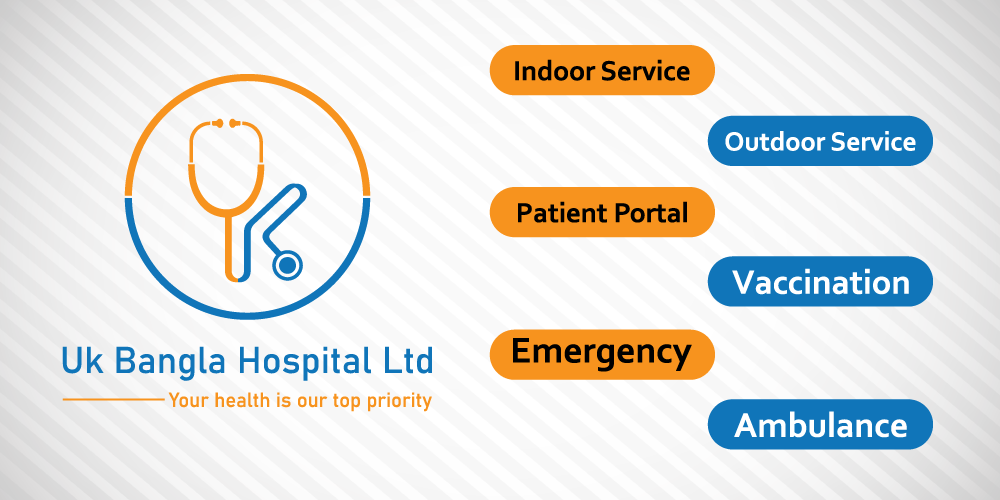 Uk Bangla Hospital Ltd
Your health is our top priority
Indoor Service
Outdoor Service
Patient Portal
Vaccination
Emergency
Ambulance